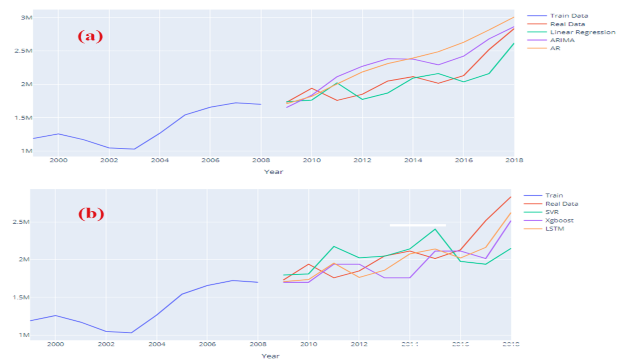 (a)
3M
2.5M
2M
1.5M
1M
2000
2002
2004
2006
2008
2010
2012
2014
2016
2018
Year
Train Data
Real Data
Linear Regression
ARIMA
AR
(b)
2.5M
2M
1.5M
1M
2000
2002
2004
2006
2008
2010
2012
Year
Train
Real Data
SVR
Xgboost
LSTM